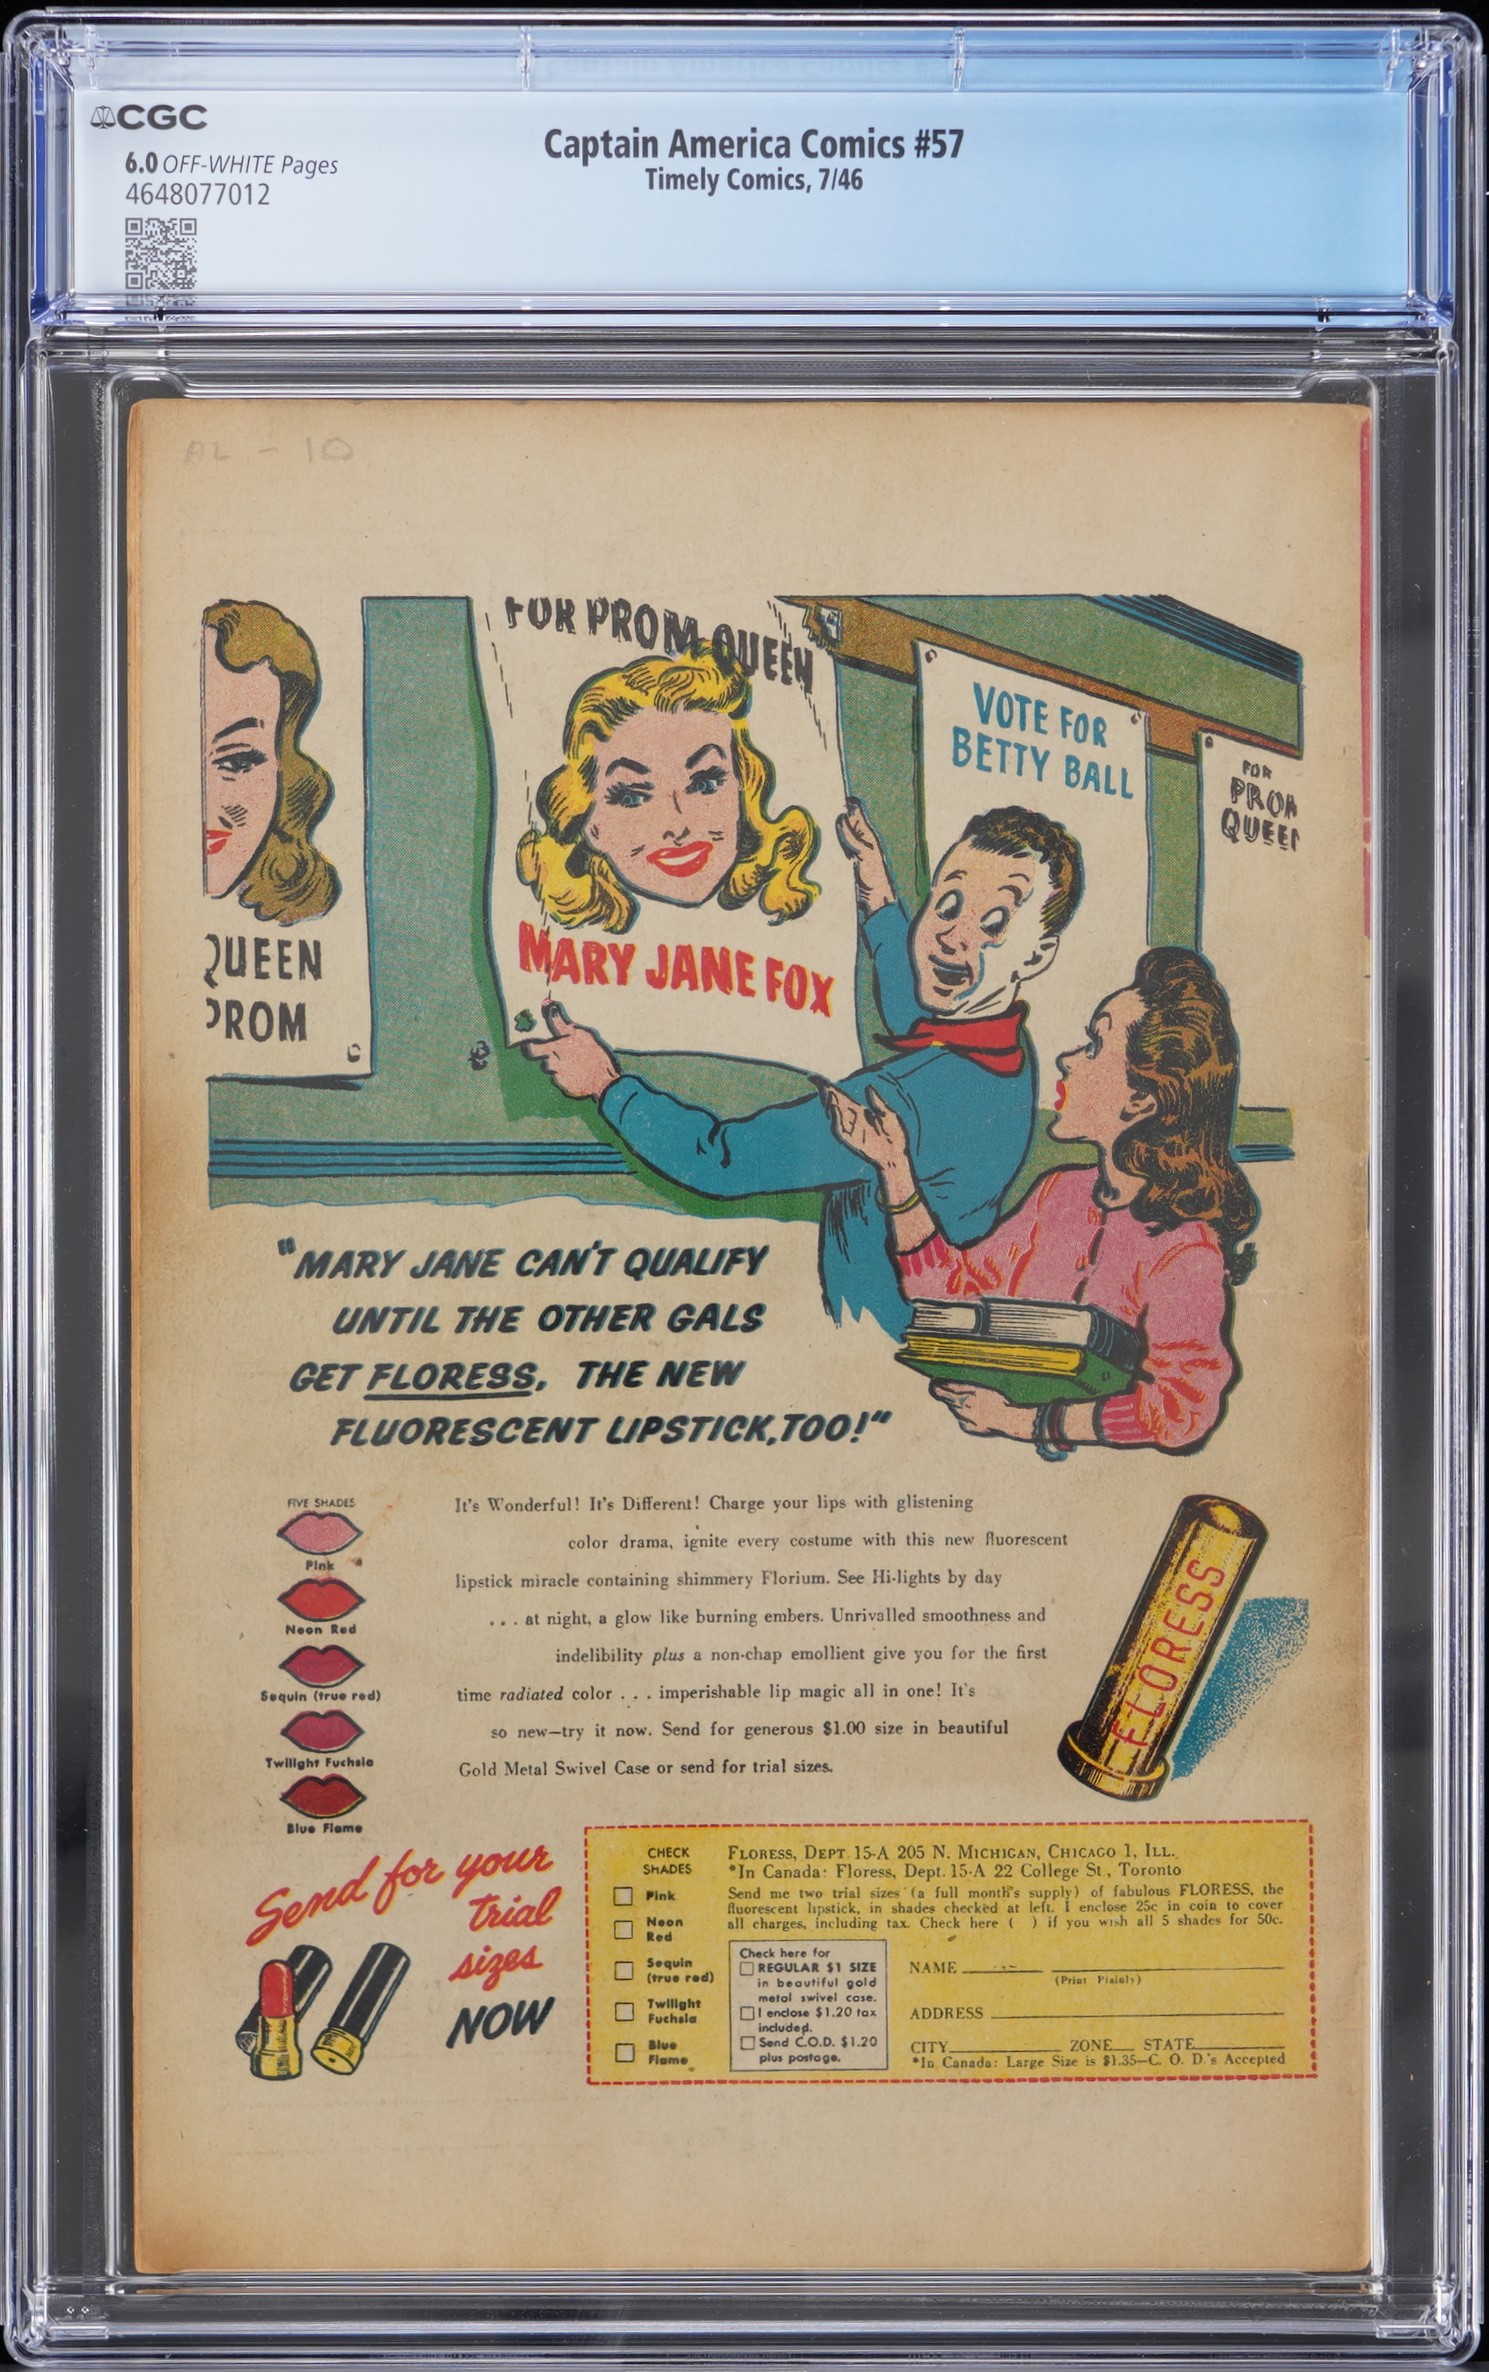 CGC
6.0 OFF-WHITE Pages
4648077012
Captain America Comics #57
Timely Comics, 7/46
AL - 10
FOR PROM QUEEN
MARY JANE FOX
QUEEN
PROM
VOTE FOR
BETTY BALL
FOR
PROM
QUEEN
"MARY JANE CAN'T QUALIFY
UNTIL THE OTHER GALS
GET FLORESS, THE NEW
FLUORESCENT LIPSTICK, TOO!"
FIVE SHADES
Pink
Neon Red
Sequin (true red)
Twilight Fuchsia
Blue Flame
It's Wonderful! It's Different! Charge your lips with glistening
color drama, ignite every costume with this new fluorescent
lipstick miracle containing shimmery Florium. See Hi-lights by day
. . . at night, a glow like burning embers. Unrivalled smoothness and
indelibility plus a non-chap emollient give you for the first
time radiated color . . . imperishable lip magic all in one! It's
so new—try it now. Send for generous $1.00 size in beautiful
Gold Metal Swivel Case or send for trial sizes.
FLORESS
Send for your
trial
sizes
NOW
CHECK
SHADES
Pink
Neon
Red
Sequin
(true red)
Twilight
Fuchsia
Blue
Flame
FLORESS, DEPT 15-A 205 N. MICHIGAN, CHICAGO 1, ILL.
*In Canada: Floress, Dept. 15-A 22 College St., Toronto
Send me two trial sizes (a full month's supply) of fabulous FLORESS, the
fluorescent lipstick, in shades checked at left. I enclose 25c in coin to cover
all charges, including tax. Check here ( ) if you wish all 5 shades for 50c.
Check here for
REGULAR $1 SIZE
in beautiful gold
metal swivel case.
I enclose $1.20 tax
included.
Send C.O.D. $1.20
plus postage.
NAME
(Print Plainly)
ADDRESS
CITY ZONE STATE
*In Canada: Large Size is $1.35—C. O. D.'s Accepted